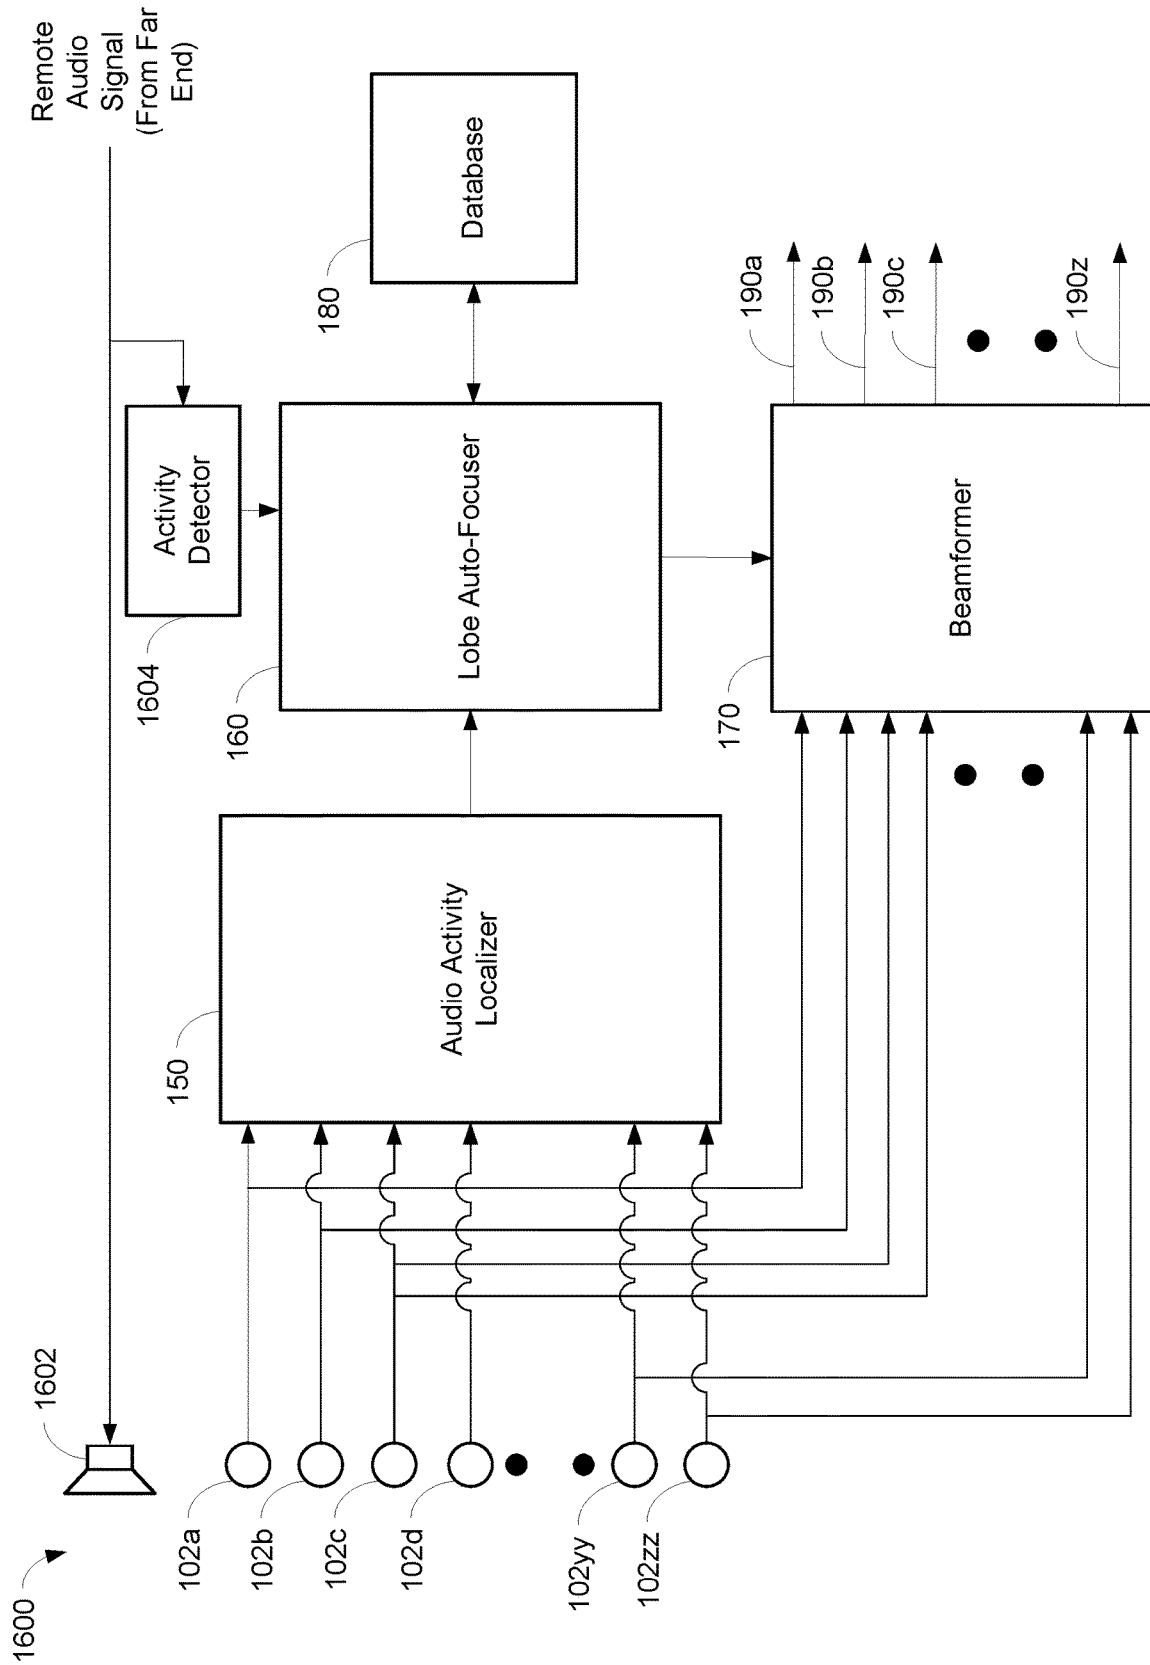 1600
1602
Remote
Audio
Signal
(From Far
End)
1604
Activity
Detector
150
102a
160
102b
180
102c
102d
Audio Activity
Localizer
Lobe Auto-Focuser
Database
102yy
102zz
170
190a
190b
190c
Beamformer
190z